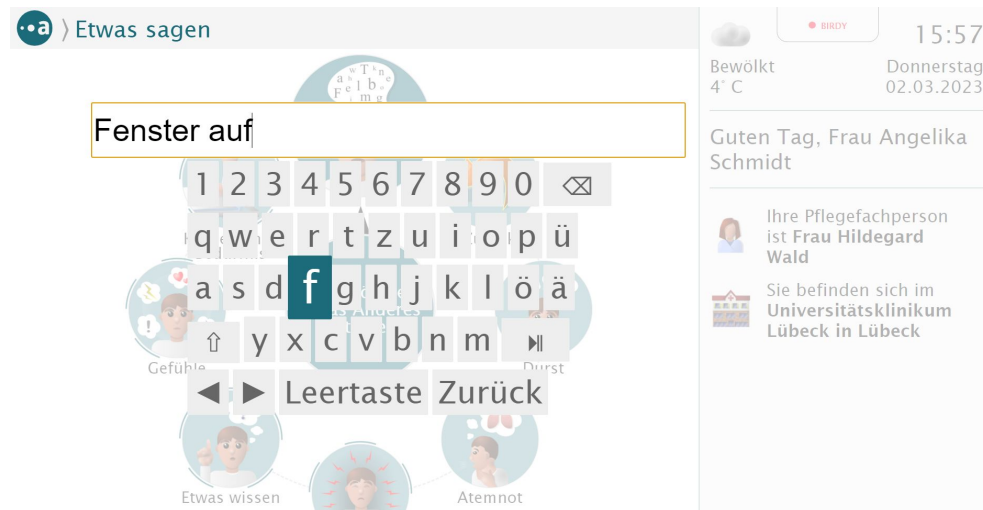 a
Etwas sagen
Fenster auf
1 2 3 4 5 6 7 8 9 0
q w e r t z u i o p ü
a s d f g h j k l ö ä
y x c v b n m
Leertaste Zurück
Gefühle
Durst
Etwas wissen
Atemnot
BIRDY
15:57
Bewölkt
Donnerstag
4° C
02.03.2023
Guten Tag, Frau Angelika
Schmidt
Ihre Pflegefachperson
ist Frau Hildegard
Wald
Sie befinden sich im
Universitätsklinikum
Lübeck in Lübeck